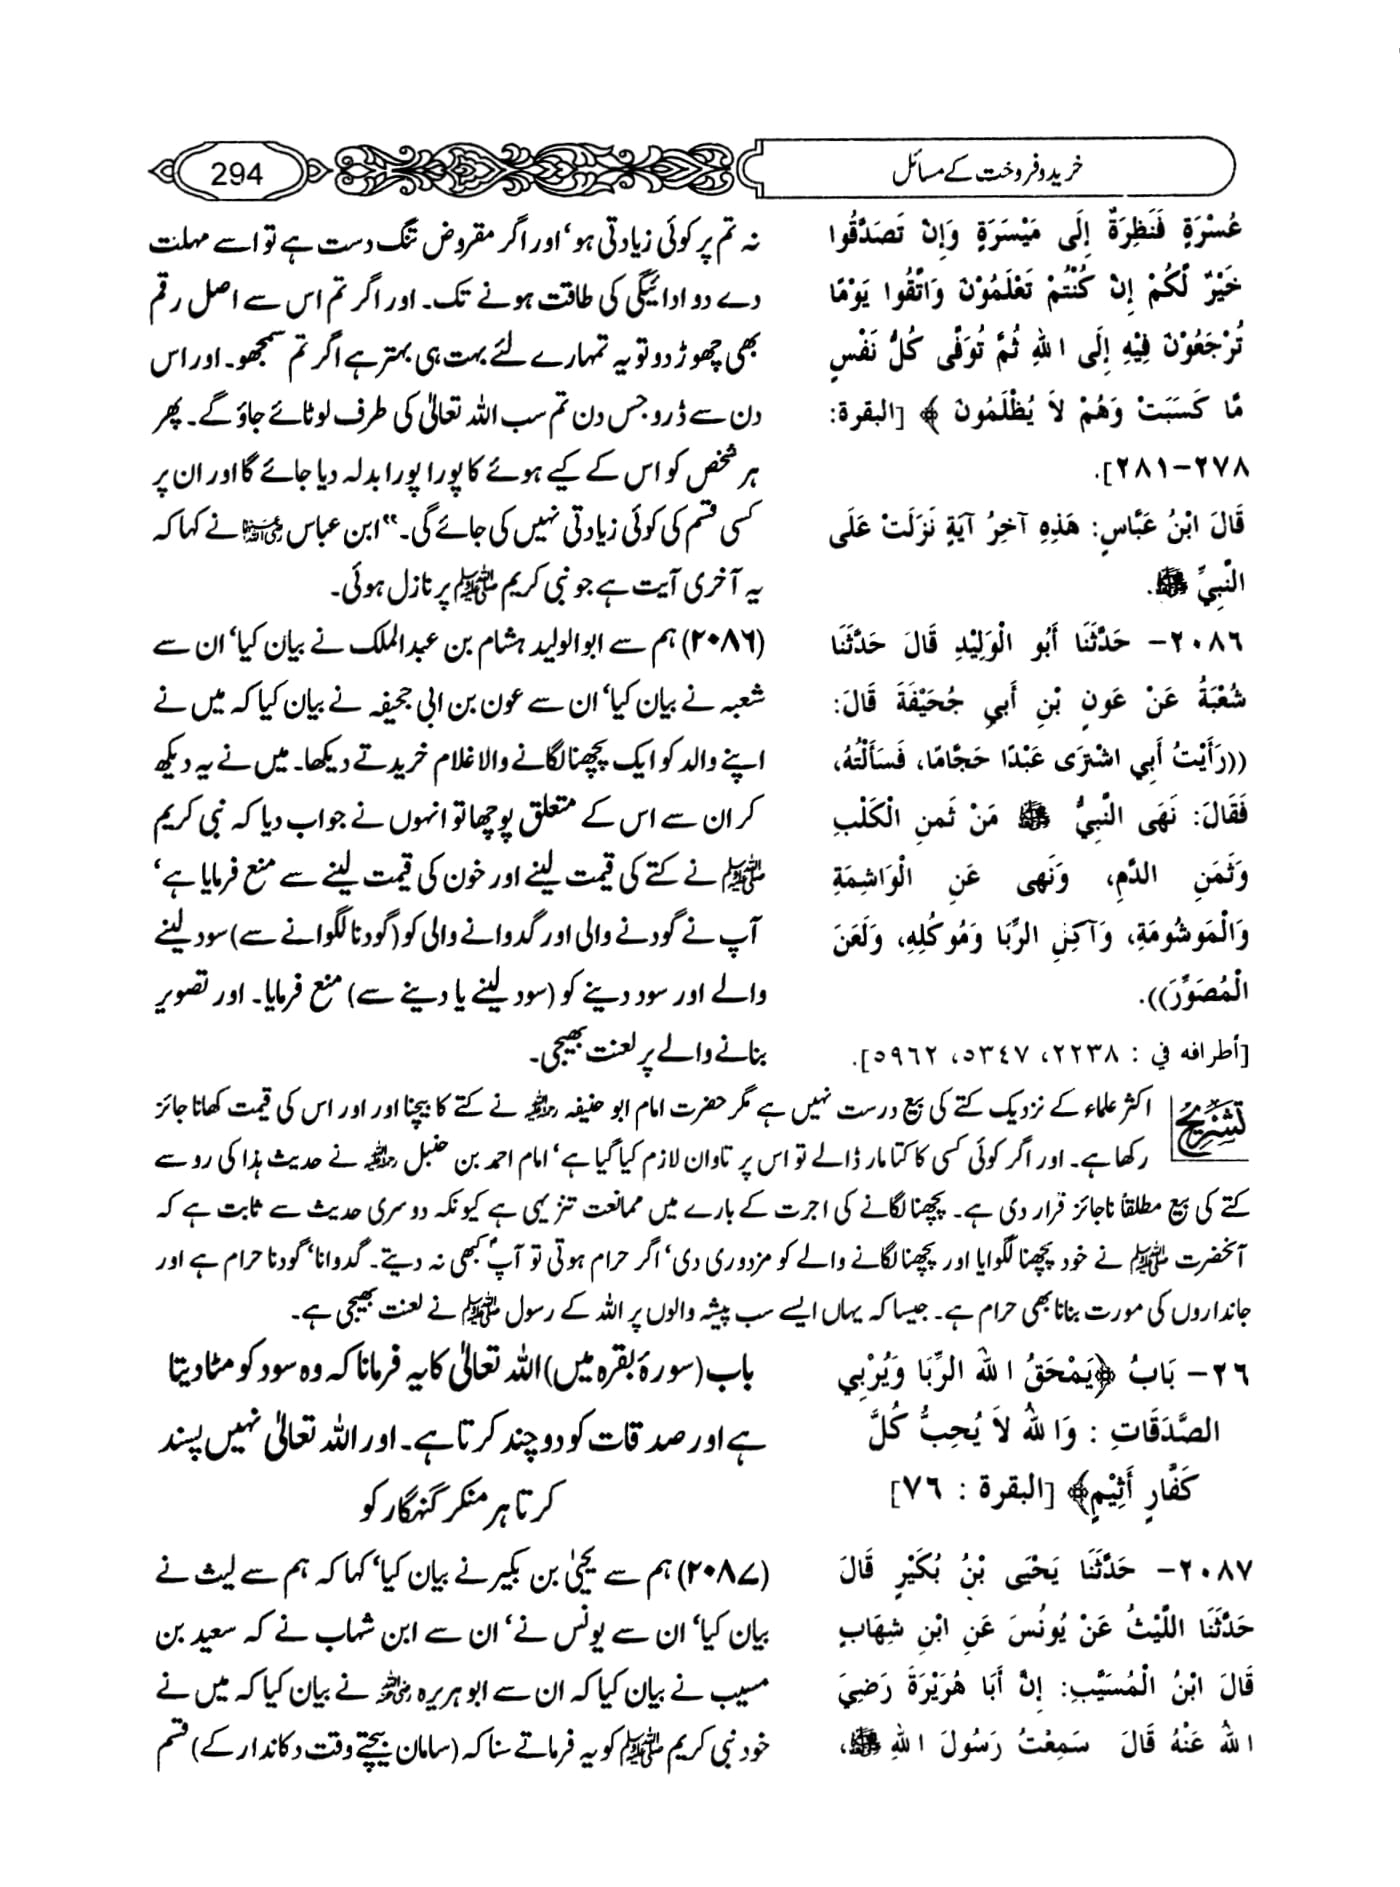 خرید و فروخت کے مسائل
294
عُسْرَةٍ فَنَظِرَةٌ إِلَى مَيْسَرَةٍ وَإِنْ تَصَدَّقُوا
خَيْرٌ لَّكُمْ إِنْ كُنْتُمْ تَعْلَمُوْنَ وَاتَّقُوا يَوْمًا
تُرْجَعُوْنَ فِيْهِ إِلَى اللهِ ثُمَّ تُوَفَّى كُلُّ نَفْسٍ
مَّا كَسَبَتْ وَهُمْ لاَ يُظْلَمُونَ ﴾ [البقرة:
٢٧٨-٢٨١].
قَالَ ابْنُ عَبَّاسٍ: هَذِهِ آخِرُ آيَةٍ نَزَلَتْ عَلَى
النَّبِيِّ ﷺ.
٢٠٨٦- حَدَّثَنَا أَبُو الْوَلِيْدِ قَالَ حَدَّثَنَا
شُعْبَةُ عَنْ عَونِ بْنِ أَبِي جُحَيْفَةَ قَالَ:
((رَأَيْتُ أَبِي اشْتَرَى عَبْدًا حَجَّامًا، فَسَأَلْتُهُ،
فَقَالَ: نَهَى النَّبِيُّ ﷺ مَنْ ثَمنِ الْكَلْبِ
وَثَمَنِ الدَّمِ، وَنَهى عَنِ الْوَاشِمَةِ
وَالْمَوشُومَةِ، وَآكِلِ الرِّبَا وَمُوكُلِهِ، وَلَعَنَ
الْمُصَوِّرَ)).
[أطرافه في : ٢٢٣٨، ٥٣٤٧، ٥٩٦٢].
نہ تم پر کوئی زیادتی ہو‘ اور اگر مقروض تنگ دست ہے تو اسے مہلت
دے دو ادائیگی کی طاقت ہونے تک۔ اور اگر تم اس سے اصل رقم
بھی چھوڑ دو تو یہ تمہارے لئے بہت ہی بہتر ہے اگر تم سمجھو۔ اور اس
دن سے ڈرو جس دن تم سب اللہ تعالیٰ کی طرف لوٹائے جاؤ گے۔ پھر
ہر شخص کو اس کے کیے ہوئے کا پورا پورا بدلہ دیا جائے گا اور ان پر
کسی قسم کی کوئی زیادتی نہیں کی جائے گی۔“ ابن عباس رضی اللہ عنہما نے کہا کہ
یہ آخری آیت ہے جو نبی کریم ﷺ پر نازل ہوئی۔
(۲۰۸۶) ہم سے ابوالولید ہشام بن عبدالملک نے بیان کیا‘ ان سے
شعبہ نے بیان کیا‘ ان سے عون بن ابی جحیفہ نے بیان کیا کہ میں نے
اپنے والد کو ایک پچھنا لگانے والا غلام خریدتے دیکھا۔ میں نے یہ دیکھ
کر ان سے اس کے متعلق پوچھا تو انہوں نے جواب دیا کہ نبی کریم
ﷺ نے کتے کی قیمت لینے اور خون کی قیمت لینے سے منع فرمایا ہے‘
آپ نے گودنے والی اور گدوانے والی کو (گودنا لگوانے سے) سود لینے
والے اور سود دینے کو (سود لینے یا دینے سے) منع فرمایا۔ اور تصویر
بنانے والے پر لعنت بھیجی۔
تشریح اکثر علماء کے نزدیک کتے کی بیع درست نہیں ہے مگر حضرت امام ابو حنیفہ رحمہ اللہ نے کتے کا بیچنا اور اور اس کی قیمت کھانا جائز
رکھا ہے۔ اور اگر کوئی کسی کا کتا مار ڈالے تو اس پر تاوان لازم کیا گیا ہے‘ امام احمد بن حنبل رحمہ اللہ نے حدیث ہذا کی رو سے
کتے کی بیع مطلقا ناجائز قرار دی ہے۔ پچھنا لگانے کی اجرت کے بارے میں ممانعت تنزیہی ہے کیونکہ دوسری حدیث سے ثابت ہے کہ
آنحضرت ﷺ نے خود پچھنا لگوایا اور پچھنا لگانے والے کو مزدوری دی‘ اگر حرام ہوتی تو آپؐ کبھی نہ دیتے۔ گدوانا‘ گودنا حرام ہے اور
جانداروں کی مورت بنانا بھی حرام ہے۔ جیسا کہ یہاں ایسے سب پیشہ والوں پر اللہ کے رسول ﷺ نے لعنت بھیجی ہے۔
٢٦- بَابُ ﴿يَمْحَقُ اللهُ الرِّبَا وَيُرْبِي
الصَّدَقَاتِ : وَاللهُ لاَ يُحِبُّ كُلَّ
كَفَّارٍ أَثِيْمٍ﴾ [البقرة : ٧٦]
باب (سورۂ بقرہ میں) اللہ تعالیٰ کا یہ فرمانا کہ وہ سود کو مٹا دیتا
ہے اور صدقات کو دو چند کرتا ہے۔ اور اللہ تعالیٰ نہیں پسند
کرتا ہر منکر گنہگار کو
٢٠٨٧- حَدَّثَنَا يَحْيَى بْنُ بُكَيْرٍ قَالَ
حَدَّثَنَا اللَّيْثُ عَنْ يُونُسَ عَنِ ابْنِ شِهَابٍ
قَالَ ابْنُ الْمُسَيَّبِ: إِنَّ أَبَا هُرَيْرَةَ رَضِيَ
اللهُ عَنْهُ قَالَ سَمِعْتُ رَسُولَ اللهِ ﷺ،
(۲۰۸۷) ہم سے یحییٰ بن بکیر نے بیان کیا‘ کہا کہ ہم سے لیث نے
بیان کیا‘ ان سے یونس نے‘ ان سے ابن شہاب نے کہ سعید بن
مسیب نے بیان کیا کہ ان سے ابو ہریرہ رضی اللہ عنہ نے بیان کیا کہ میں نے
خود نبی کریم ﷺ کو یہ فرماتے سنا کہ (سامان بیچتے وقت دکاندار کے) قسم